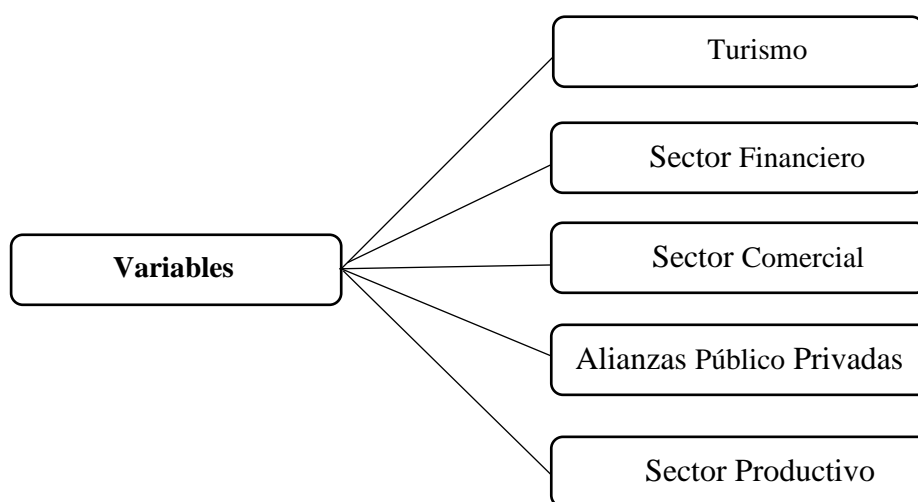 Turismo
Sector Financiero
Variables
Sector Comercial
Alianzas Público Privadas
Sector Productivo